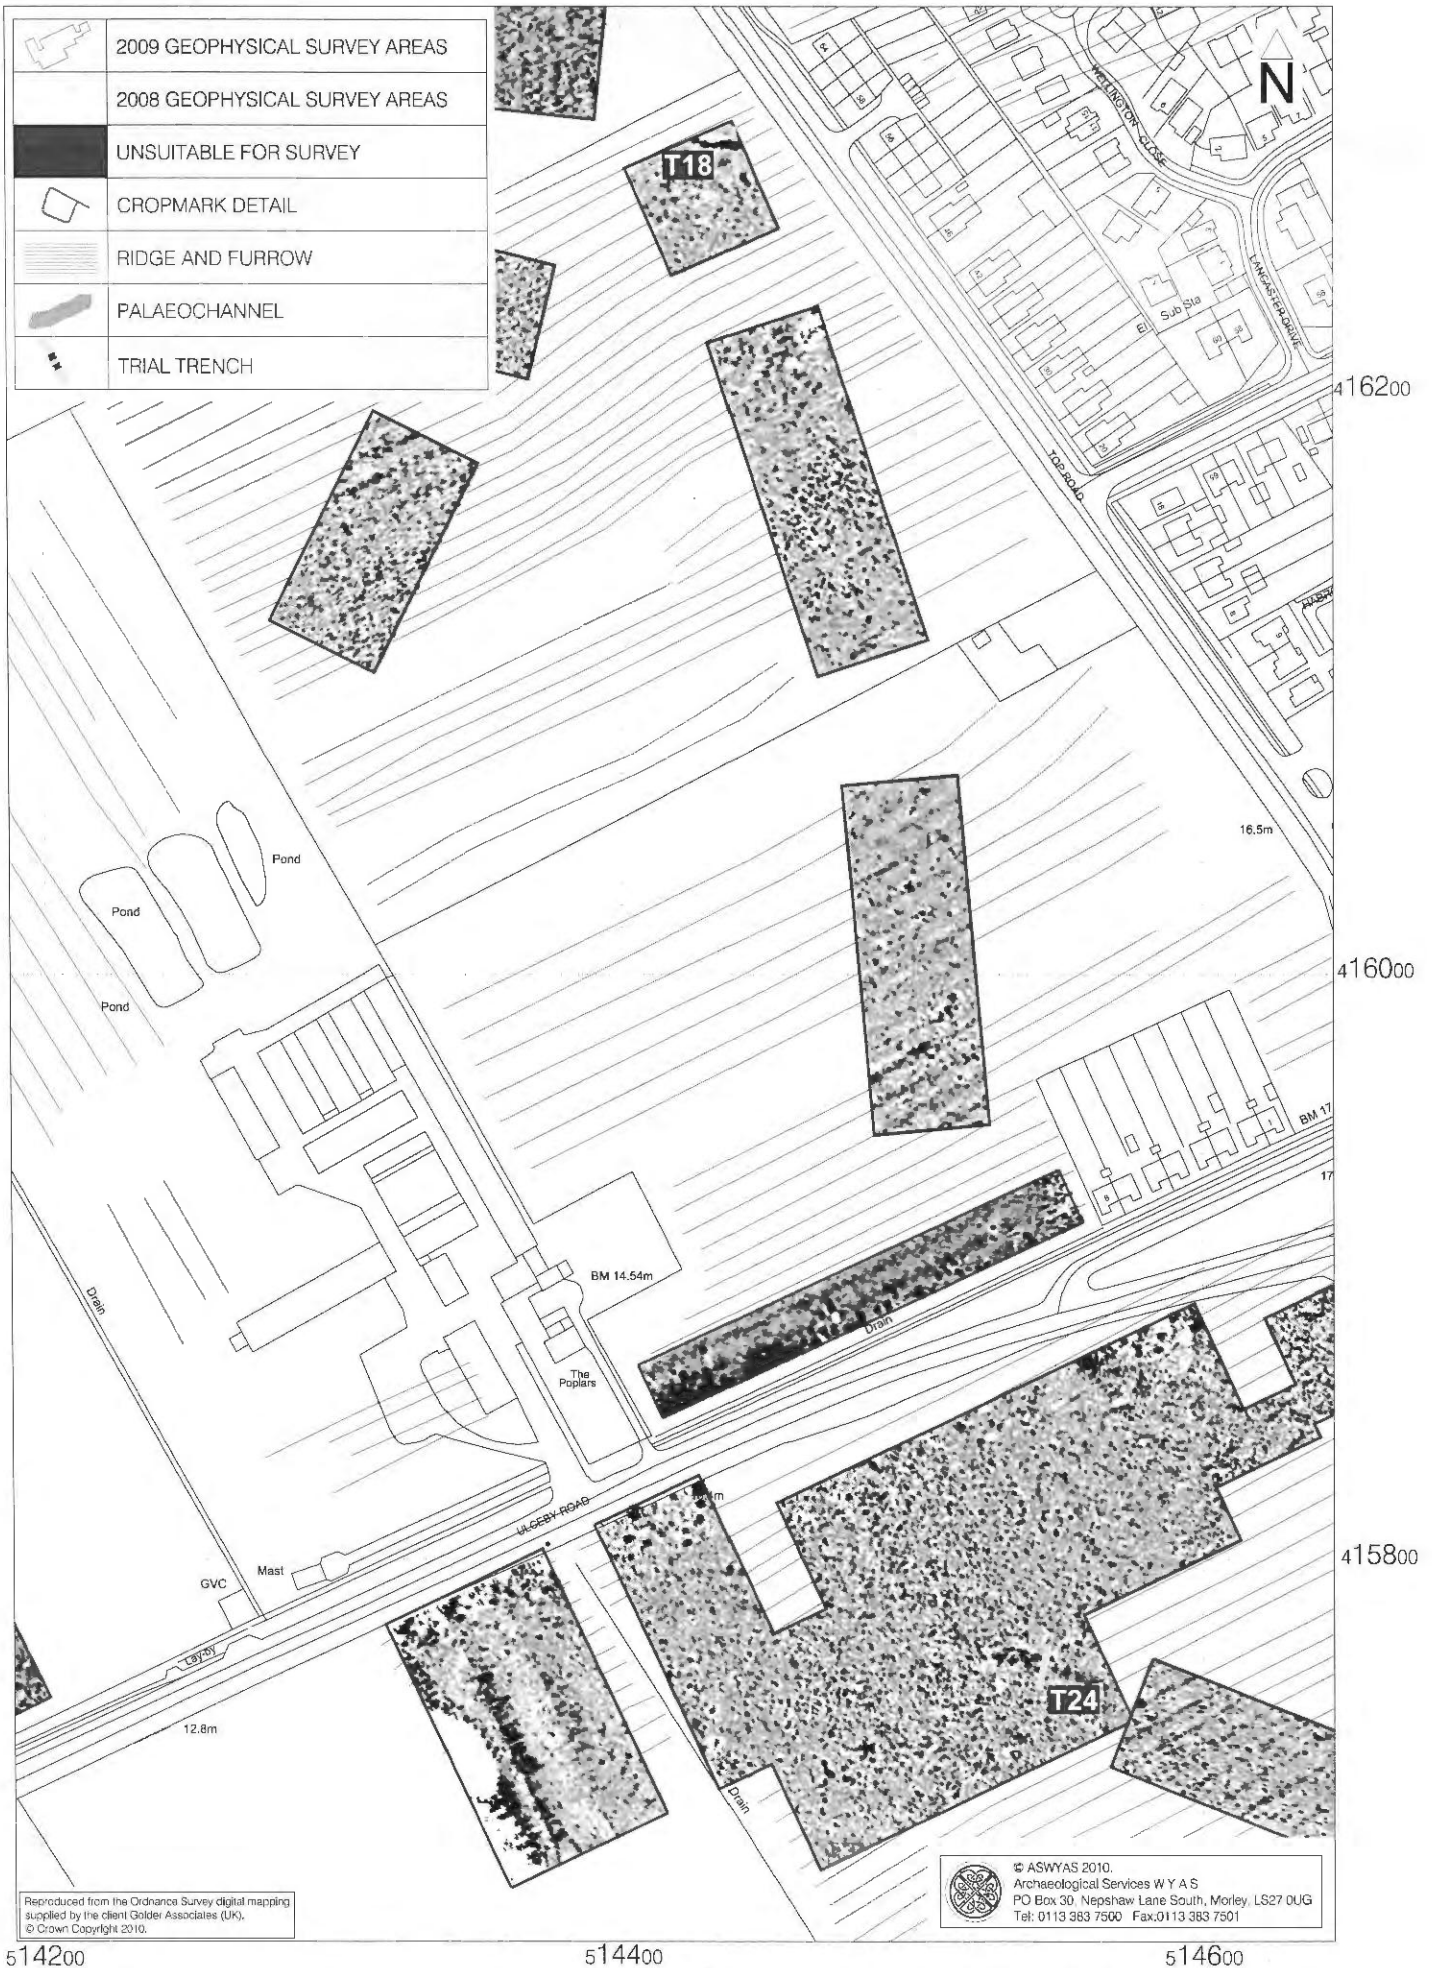 2009 GEOPHYSICAL SURVEY AREAS
2008 GEOPHYSICAL SURVEY AREAS
UNSUITABLE FOR SURVEY
CROPMARK DETAIL
RIDGE AND FURROW
PALAEOCHANNEL
TRIAL TRENCH
N
WELLINGTON CLOSE
LANCASTER DRIVE
64
58
56
46
T18
El Sub Sta
TOP ROAD
416200
16.5m
Pond
Pond
Pond
416000
BM 17
17
BM 14.54m
Drain
Drain
The
Poplars
ULCEBY ROAD
Mast
GVC
Lay-by
12.8m
415800
T24
Drain
Reproduced from the Ordnance Survey digital mapping
supplied by the client Golder Associates (UK).
© Crown Copyright 2010.
© ASWYAS 2010.
Archaeological Services W Y A S
PO Box 30, Nepshaw Lane South, Morley, LS27 0UG
Tel: 0113 383 7500 Fax:0113 383 7501
514200
514400
514600